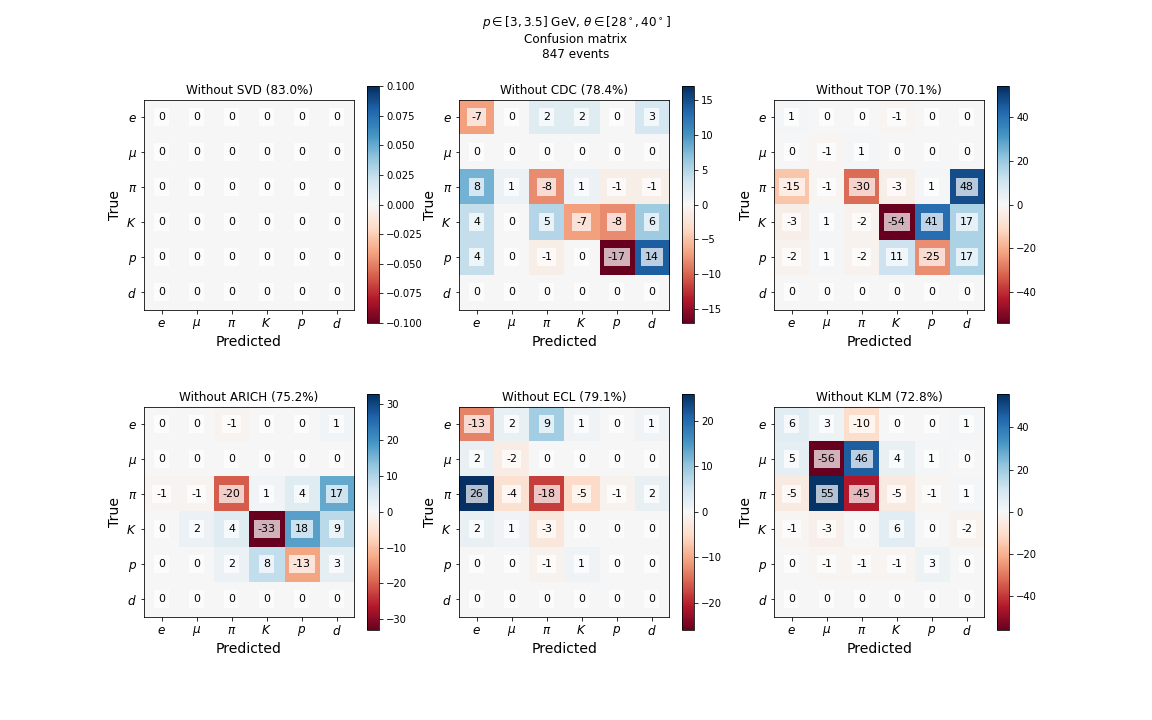 p ∈ [3, 3.5] GeV, θ ∈ [28°, 40°]
Confusion matrix
847 events
Without SVD (83.0%)
True
e 0 0 0 0 0 0
μ 0 0 0 0 0 0
π 0 0 0 0 0 0
K 0 0 0 0 0 0
p 0 0 0 0 0 0
d 0 0 0 0 0 0
e μ π K p d
Predicted
0.100
0.075
0.050
0.025
0.000
−0.025
−0.050
−0.075
−0.100
Without CDC (78.4%)
True
e -7 0 2 2 0 3
μ 0 0 0 0 0 0
π 8 1 -8 1 -1 -1
K 4 0 5 -7 -8 6
p 4 0 -1 0 -17 14
d 0 0 0 0 0 0
e μ π K p d
Predicted
15
10
5
0
−5
−10
−15
Without TOP (70.1%)
True
e 1 0 0 -1 0 0
μ 0 -1 1 0 0 0
π -15 -1 -30 -3 1 48
K -3 1 -2 -54 41 17
p -2 1 -2 11 -25 17
d 0 0 0 0 0 0
e μ π K p d
Predicted
40
20
0
−20
−40
Without ARICH (75.2%)
True
e 0 0 -1 0 0 1
μ 0 0 0 0 0 0
π -1 -1 -20 1 4 17
K 0 2 4 -33 18 9
p 0 0 2 8 -13 3
d 0 0 0 0 0 0
e μ π K p d
Predicted
30
20
10
0
−10
−20
−30
Without ECL (79.1%)
True
e -13 2 9 1 0 1
μ 2 -2 0 0 0 0
π 26 -4 -18 -5 -1 2
K 2 1 -3 0 0 0
p 0 0 -1 1 0 0
d 0 0 0 0 0 0
e μ π K p d
Predicted
20
10
0
−10
−20
Without KLM (72.8%)
True
e 6 3 -10 0 0 1
μ 5 -56 46 4 1 0
π -5 55 -45 -5 -1 1
K -1 -3 0 6 0 -2
p 0 -1 -1 -1 3 0
d 0 0 0 0 0 0
e μ π K p d
Predicted
40
20
0
−20
−40